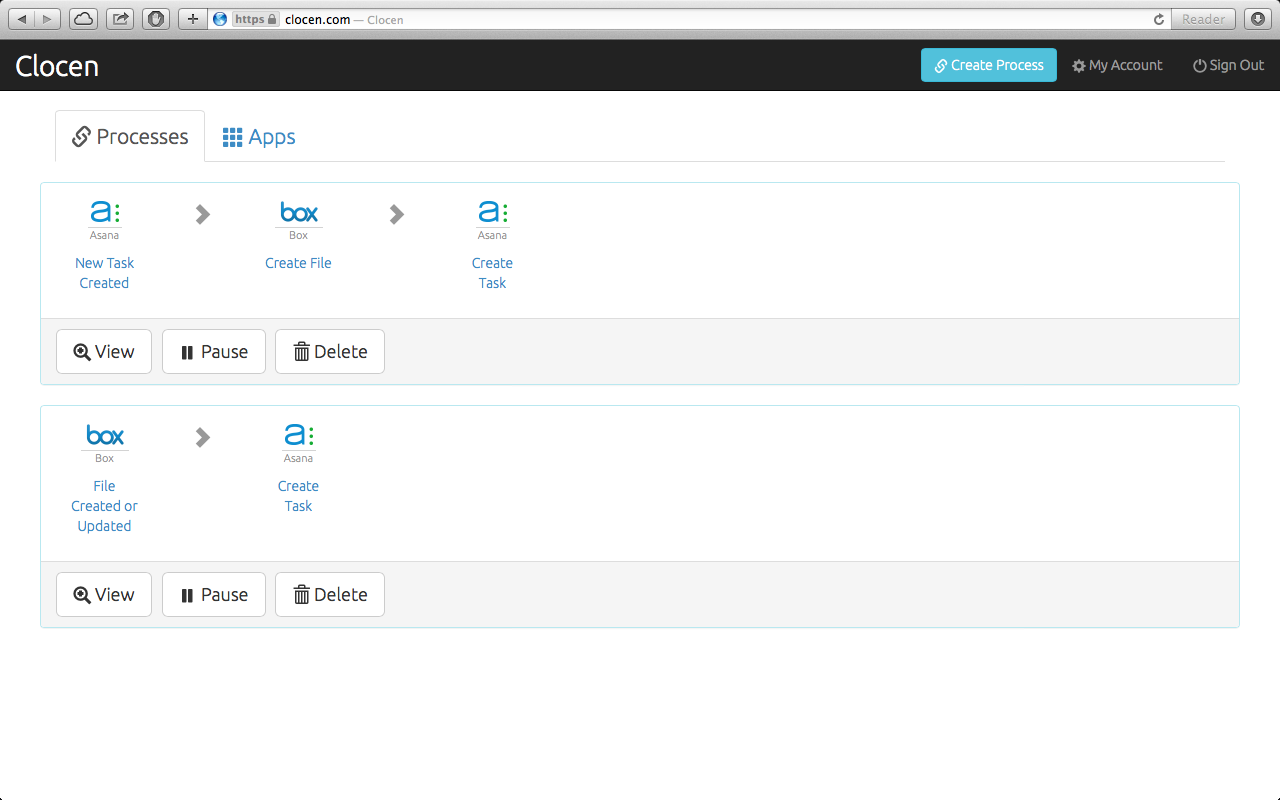 https clocen.com — Clocen Reader
Clocen Create Process My Account Sign Out
Processes Apps
a: box a:
Asana Box Asana
New Task Created
Create File
Create Task
View Pause Delete
box a:
Box Asana
File Created or Updated
Create Task
View Pause Delete